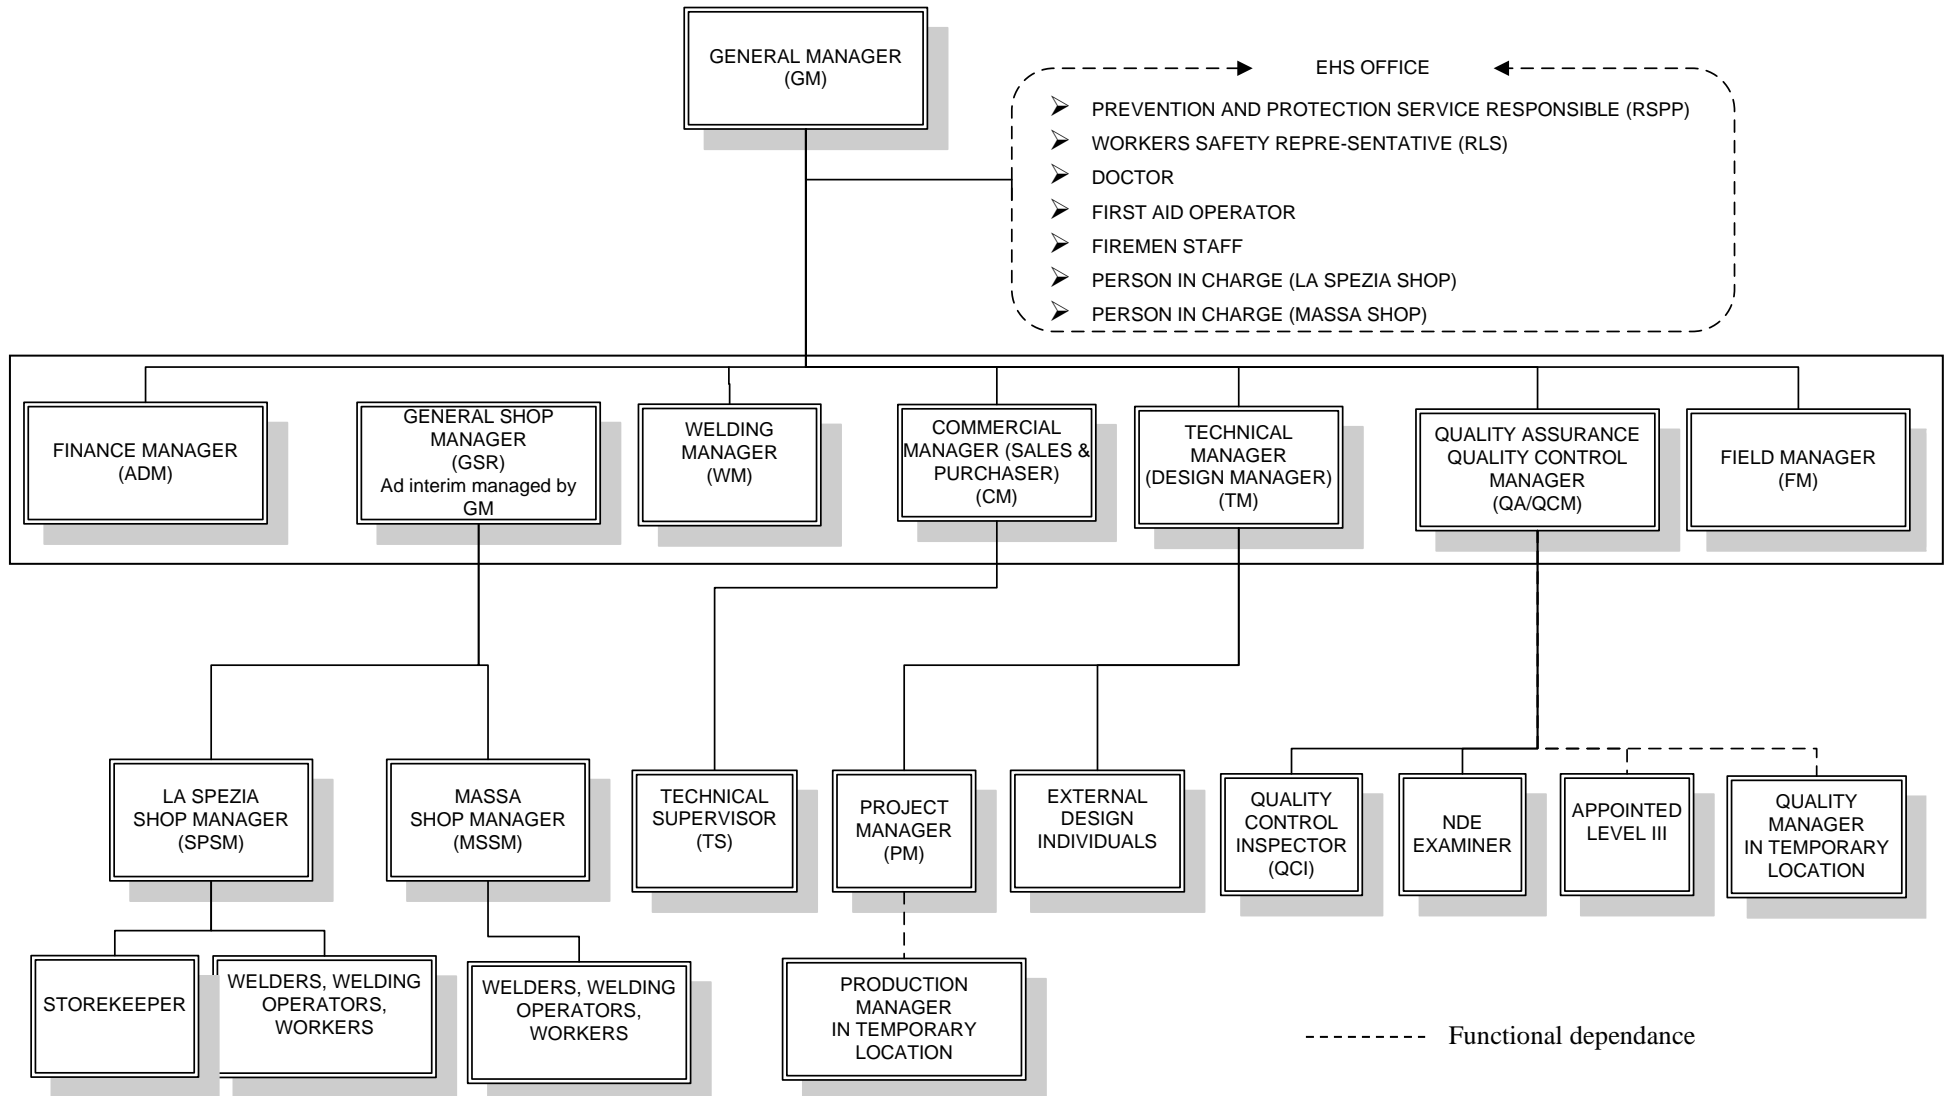 GENERAL MANAGER
(GM)
EHS OFFICE
PREVENTION AND PROTECTION SERVICE RESPONSIBLE (RSPP)
WORKERS SAFETY REPRE-SENTATIVE (RLS)
DOCTOR
FIRST AID OPERATOR
FIREMEN STAFF
PERSON IN CHARGE (LA SPEZIA SHOP)
PERSON IN CHARGE (MASSA SHOP)
FINANCE MANAGER
(ADM)
GENERAL SHOP
MANAGER
(GSR)
Ad interim managed by
GM
WELDING
MANAGER
(WM)
COMMERCIAL
MANAGER (SALES &
PURCHASER)
(CM)
TECHNICAL
MANAGER
(DESIGN MANAGER)
(TM)
QUALITY ASSURANCE
QUALITY CONTROL
MANAGER
(QA/QCM)
FIELD MANAGER
(FM)
LA SPEZIA
SHOP MANAGER
(SPSM)
MASSA
SHOP MANAGER
(MSSM)
TECHNICAL
SUPERVISOR
(TS)
PROJECT
MANAGER
(PM)
EXTERNAL
DESIGN
INDIVIDUALS
QUALITY
CONTROL
INSPECTOR
(QCI)
NDE
EXAMINER
APPOINTED
LEVEL III
QUALITY
MANAGER
IN TEMPORARY
LOCATION
STOREKEEPER
WELDERS, WELDING
OPERATORS,
WORKERS
WELDERS, WELDING
OPERATORS,
WORKERS
PRODUCTION
MANAGER
IN TEMPORARY
LOCATION
Functional dependance